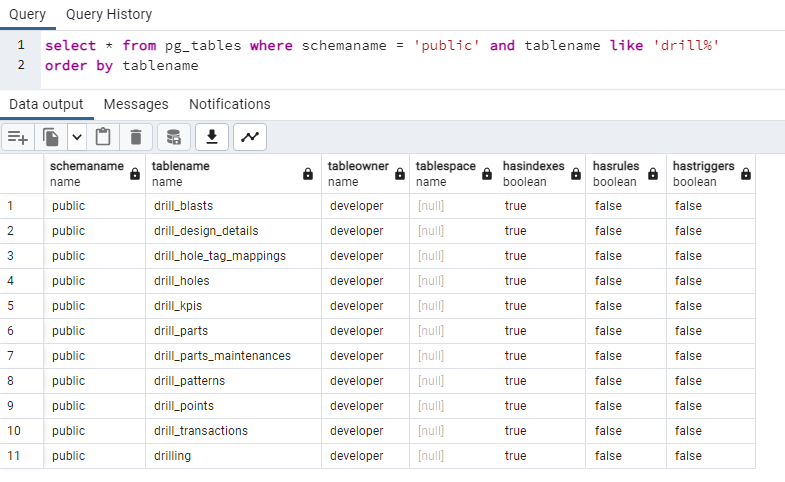 Query Query History
1 select * from pg_tables where schemaname = 'public' and tablename like 'drill%'
2 order by tablename
Data output Messages Notifications
schemaname tablename tableowner tablespace hasindexes hasrules hastriggers
name name name name boolean boolean boolean
1 public drill_blasts developer [null] true false false
2 public drill_design_details developer [null] true false false
3 public drill_hole_tag_mappings developer [null] true false false
4 public drill_holes developer [null] true false false
5 public drill_kpis developer [null] true false false
6 public drill_parts developer [null] true false false
7 public drill_parts_maintenances developer [null] true false false
8 public drill_patterns developer [null] true false false
9 public drill_points developer [null] true false false
10 public drill_transactions developer [null] true false false
11 public drilling developer [null] true false false